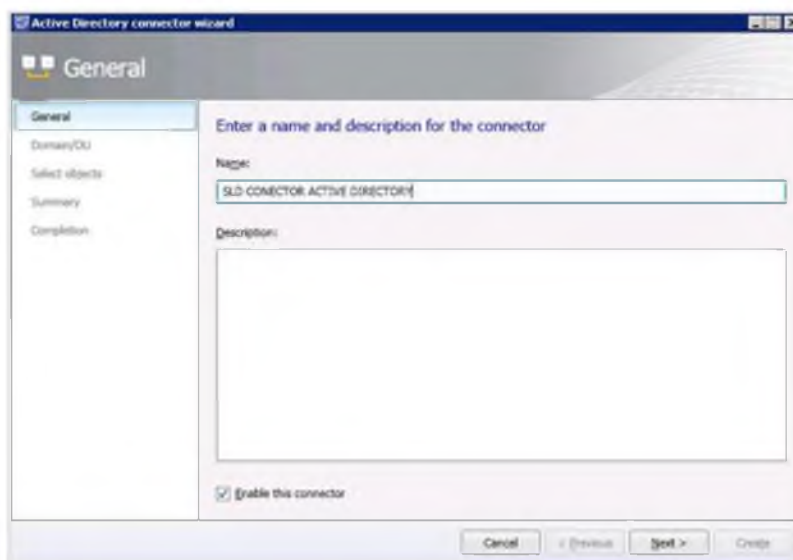 Active Directory connector wizard
General
General
Domain/OU
Select objects
Summary
Completion
Enter a name and description for the connector
Name:
SLD CONECTOR ACTIVE DIRECTORY
Description:
Enable this connector
Cancel
< Previous
Next >
Create